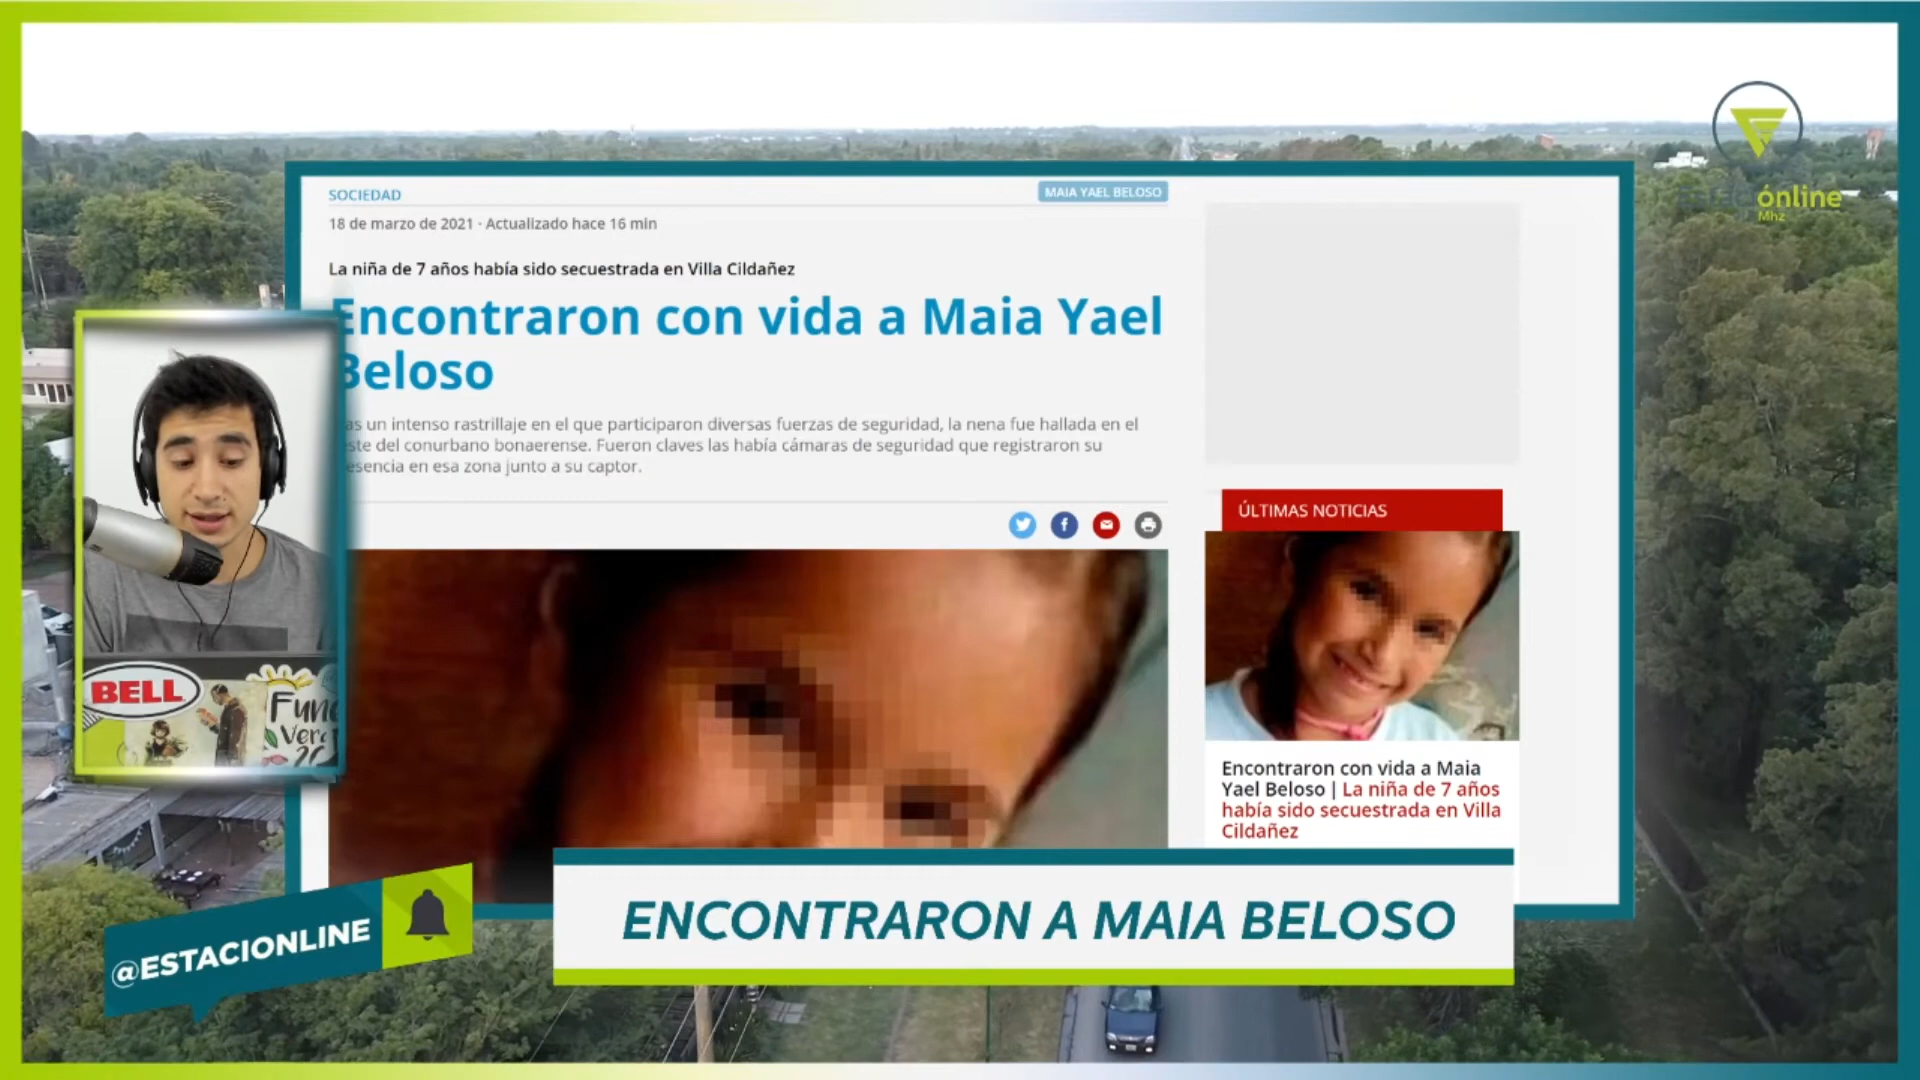 SOCIEDAD
MAIA YAEL BELOSO
18 de marzo de 2021 · Actualizado hace 16 min
La niña de 7 años había sido secuestrada en Villa Cildañez
Encontraron con vida a Maia Yael
Beloso
un intenso rastrillaje en el que participaron diversas fuerzas de seguridad, la nena fue hallada en el
del conurbano bonaerense. Fueron claves las había cámaras de seguridad que registraron su
en esa zona junto a su captor.
ÚLTIMAS NOTICIAS
Encontraron con vida a Maia
Yael Beloso | La niña de 7 años
había sido secuestrada en Villa
Cildañez
ónline
Mhz
BELL
Fun
Ver
@ESTACIONLINE
ENCONTRARON A MAIA BELOSO